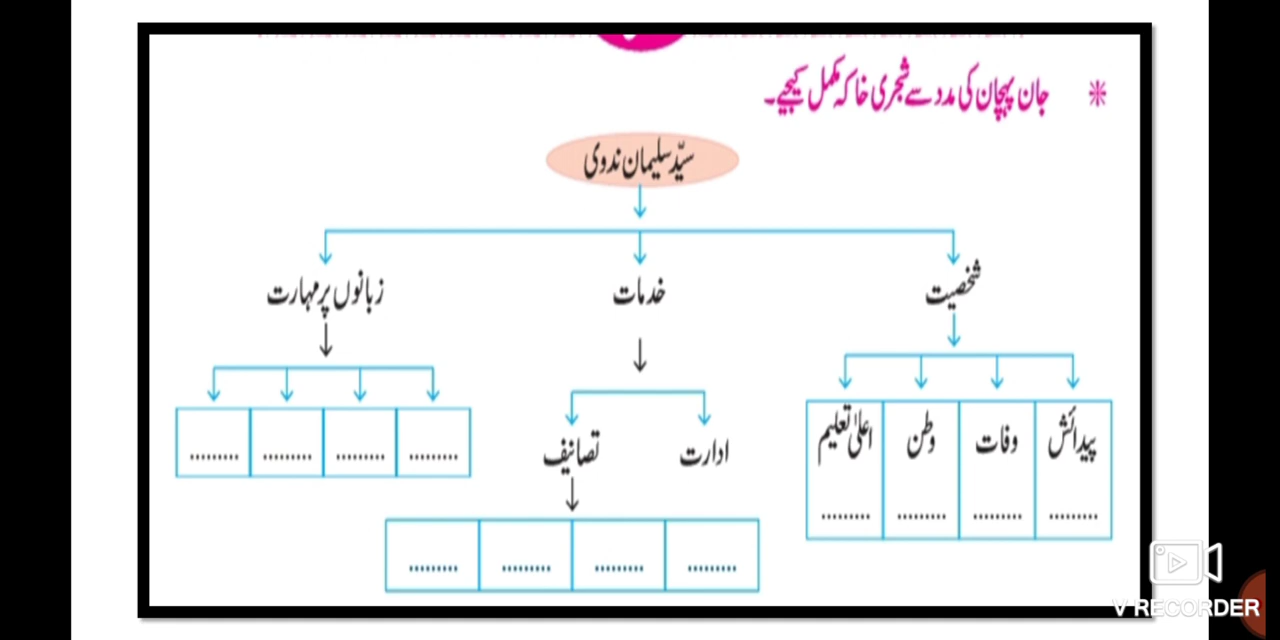 * جان پہچان کی مدد سے شجری خاکہ مکمل کیجیے۔
سیّد سلیمان ندوی
شخصیت
خدمات
زبانوں پر مہارت
پیدائش
وفات
وطن
اعلیٰ تعلیم
ادارت
تصانیف
.........
.........
.........
.........
.........
.........
.........
.........
.........
.........
.........
.........
V RECORDER